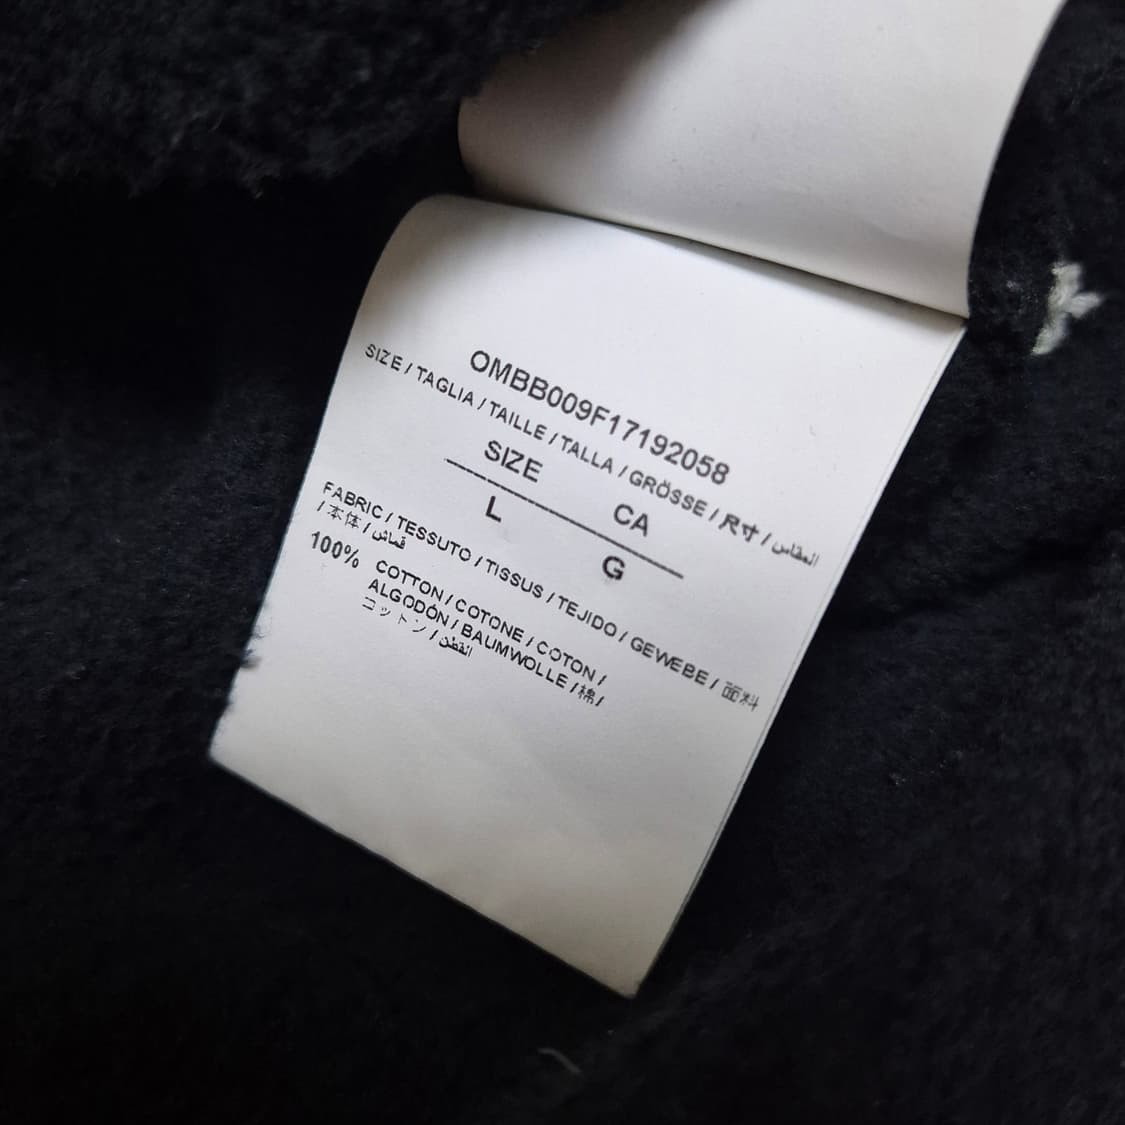 OMBB009F17192058
SIZE / TAGLIA / TAILLE / TALLA / GRÖSSE / 尺寸 / المقاس
SIZE CA
L G
FABRIC / TESSUTO / TISSUS / TEJIDO / GEWEBE / 面料
/ 本体 / قماش
100% COTTON / COTONE / COTON /
ALGODÓN / BAUMWOLLE / 棉 /
コットン / القطن